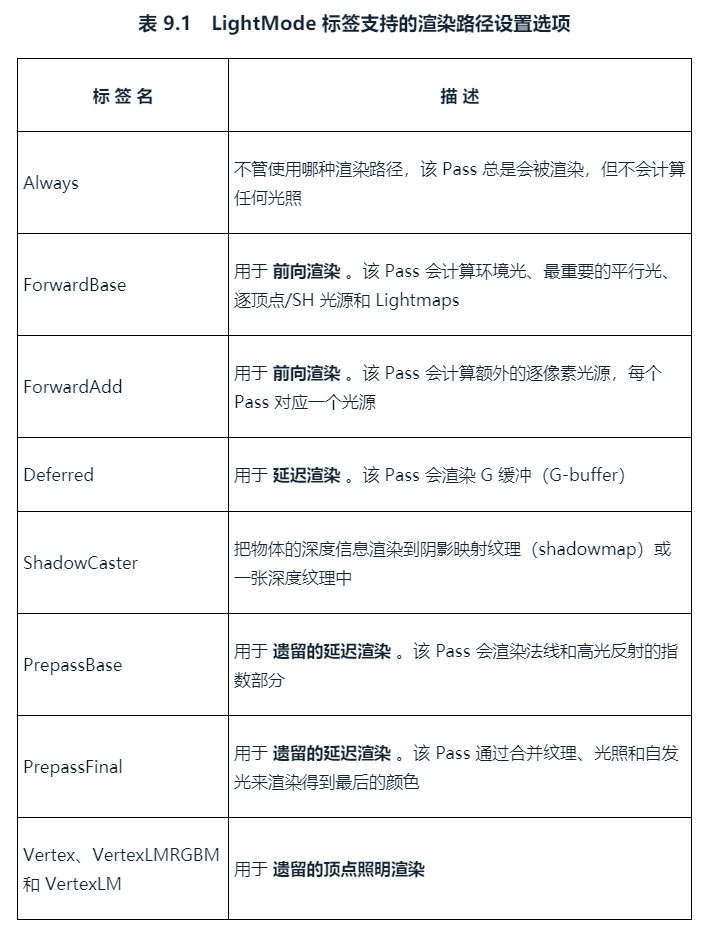 表 9.1 LightMode 标签支持的渲染路径设置选项
标 签 名
描 述
Always
不管使用哪种渲染路径，该 Pass 总是会被渲染，但不会计算
任何光照
ForwardBase
用于 前向渲染 。该 Pass 会计算环境光、最重要的平行光、
逐顶点/SH 光源和 Lightmaps
ForwardAdd
用于 前向渲染 。该 Pass 会计算额外的逐像素光源，每个
Pass 对应一个光源
Deferred
用于 延迟渲染 。该 Pass 会渲染 G 缓冲（G-buffer）
ShadowCaster
把物体的深度信息渲染到阴影映射纹理（shadowmap）或
一张深度纹理中
PrepassBase
用于 遗留的延迟渲染 。该 Pass 会渲染法线和高光反射的指
数部分
PrepassFinal
用于 遗留的延迟渲染 。该 Pass 通过合并纹理、光照和自发
光来渲染得到最后的颜色
Vertex、VertexLMRGBM
和 VertexLM
用于 遗留的顶点照明渲染